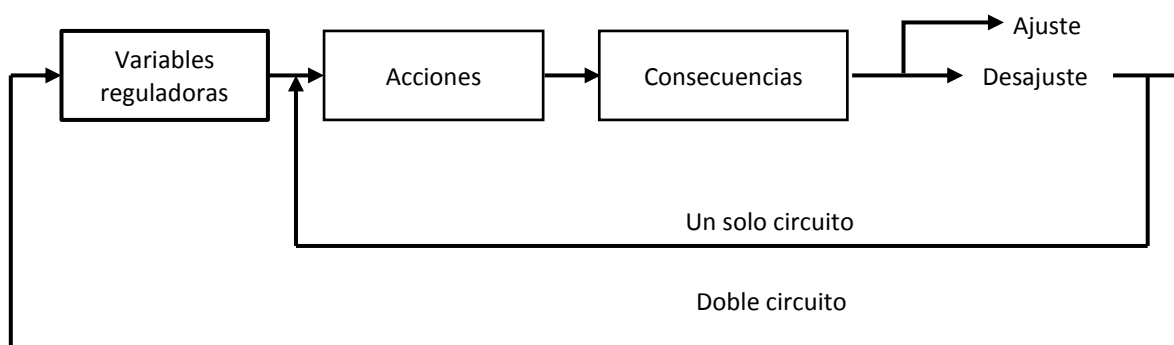 Variables
reguladoras
Acciones
Consecuencias
Ajuste
Desajuste
Un solo circuito
Doble circuito